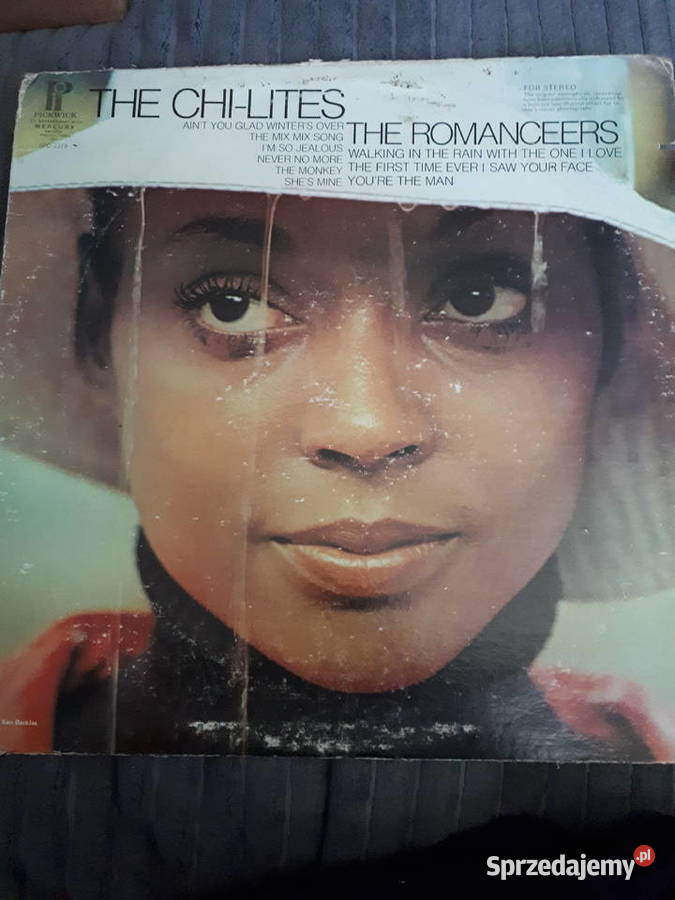 PICKWICK
MERCURY
FOR STEREO
THE CHI-LITES
AIN'T YOU GLAD WINTER'S OVER
THE MIX MIX SONG
I'M SO JEALOUS
NEVER NO MORE
THE MONKEY
SHE'S MINE
THE ROMANCEERS
WALKING IN THE RAIN WITH THE ONE I LOVE
THE FIRST TIME EVER I SAW YOUR FACE
YOU'RE THE MAN
Sprzedajemy.pl